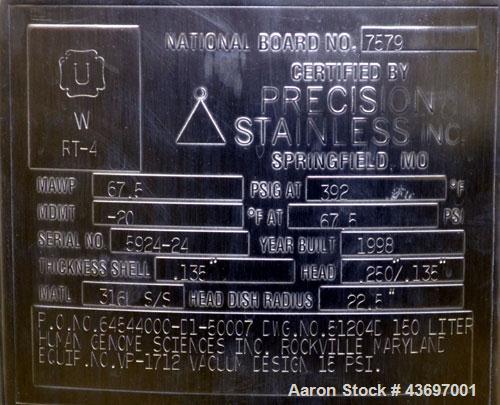 NATIONAL BOARD NO. 7579
U
W
RT-4
CERTIFIED BY
PRECISION
STAINLESS INC.
SPRINGFIELD, MO
MAWP 67.5 PSIG AT 392 °F
MDMT -20 °F AT 67.5 PSI
SERIAL NO. 5924-24 YEAR BUILT 1998
THICKNESS SHELL .135" HEAD .250"/.135"
MATL 316L S/S HEAD DISH RADIUS 22.5"
P.O.NO.64544000-D1-50007 DWG.NO.51204D 150 LITER
HUMAN GENOME SCIENCES INC. ROCKVILLE, MARYLAND
EQUIP.NO.VP-1712 VACUUM DESIGN 15 PSI.
Aaron Stock # 43697001